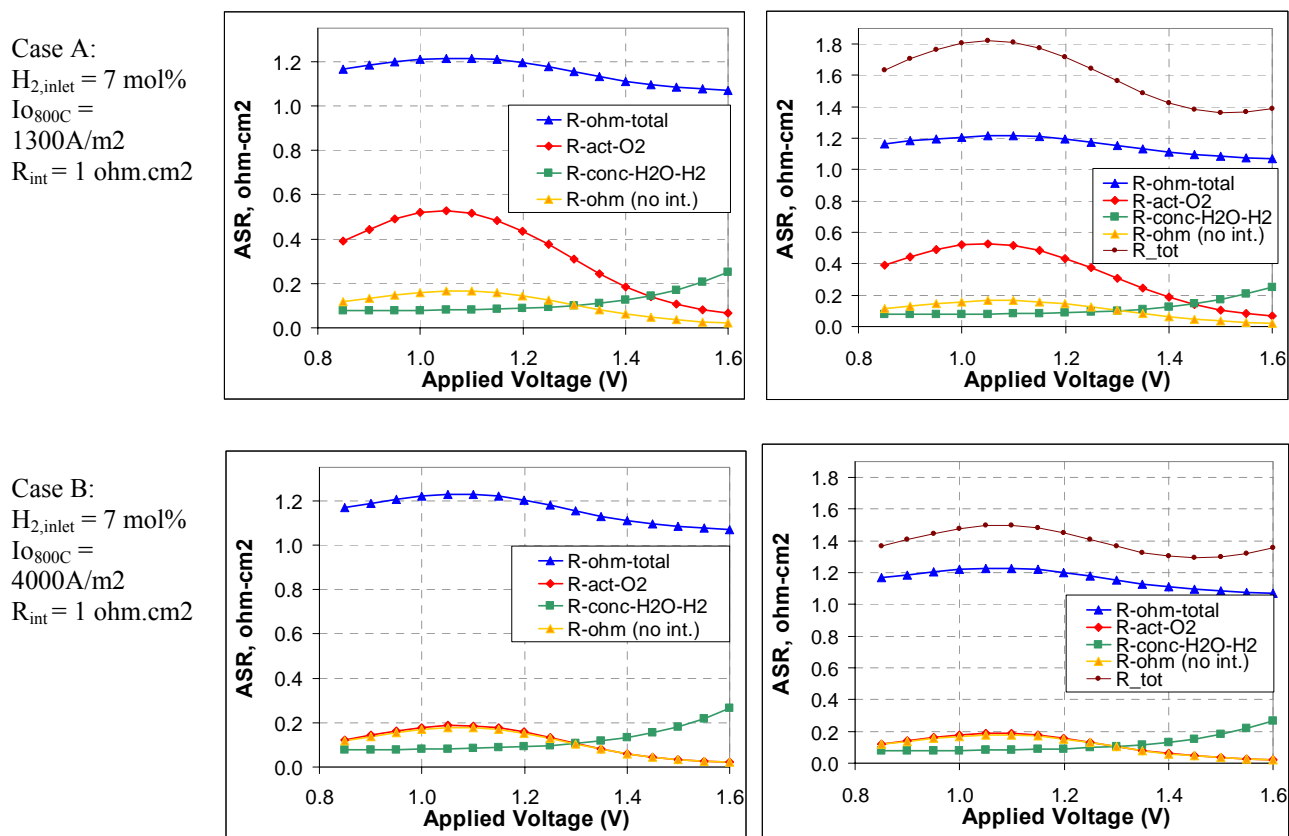 Case A:
H2,inlet = 7 mol%
Io800C =
1300A/m2
Rint = 1 ohm.cm2
ASR, ohm-cm2
1.2
1.0
0.8
0.6
0.4
0.2
0.0
R-ohm-total
R-act-O2
R-conc-H2O-H2
R-ohm (no int.)
0.8 1.0 1.2 1.4 1.6
Applied Voltage (V)
ASR, ohm-cm2
1.8
1.6
1.4
1.2
1.0
0.8
0.6
0.4
0.2
0.0
R-ohm-total
R-act-O2
R-conc-H2O-H2
R-ohm (no int.)
R_tot
0.8 1.0 1.2 1.4 1.6
Applied Voltage (V)
Case B:
H2,inlet = 7 mol%
Io800C =
4000A/m2
Rint = 1 ohm.cm2
ASR, ohm-cm2
1.2
1.0
0.8
0.6
0.4
0.2
0.0
R-ohm-total
R-act-O2
R-conc-H2O-H2
R-ohm (no int.)
0.8 1.0 1.2 1.4 1.6
Applied Voltage (V)
ASR, ohm-cm2
1.8
1.6
1.4
1.2
1.0
0.8
0.6
0.4
0.2
0.0
R-ohm-total
R-act-O2
R-conc-H2O-H2
R-ohm (no int.)
R_tot
0.8 1.0 1.2 1.4 1.6
Applied Voltage (V)